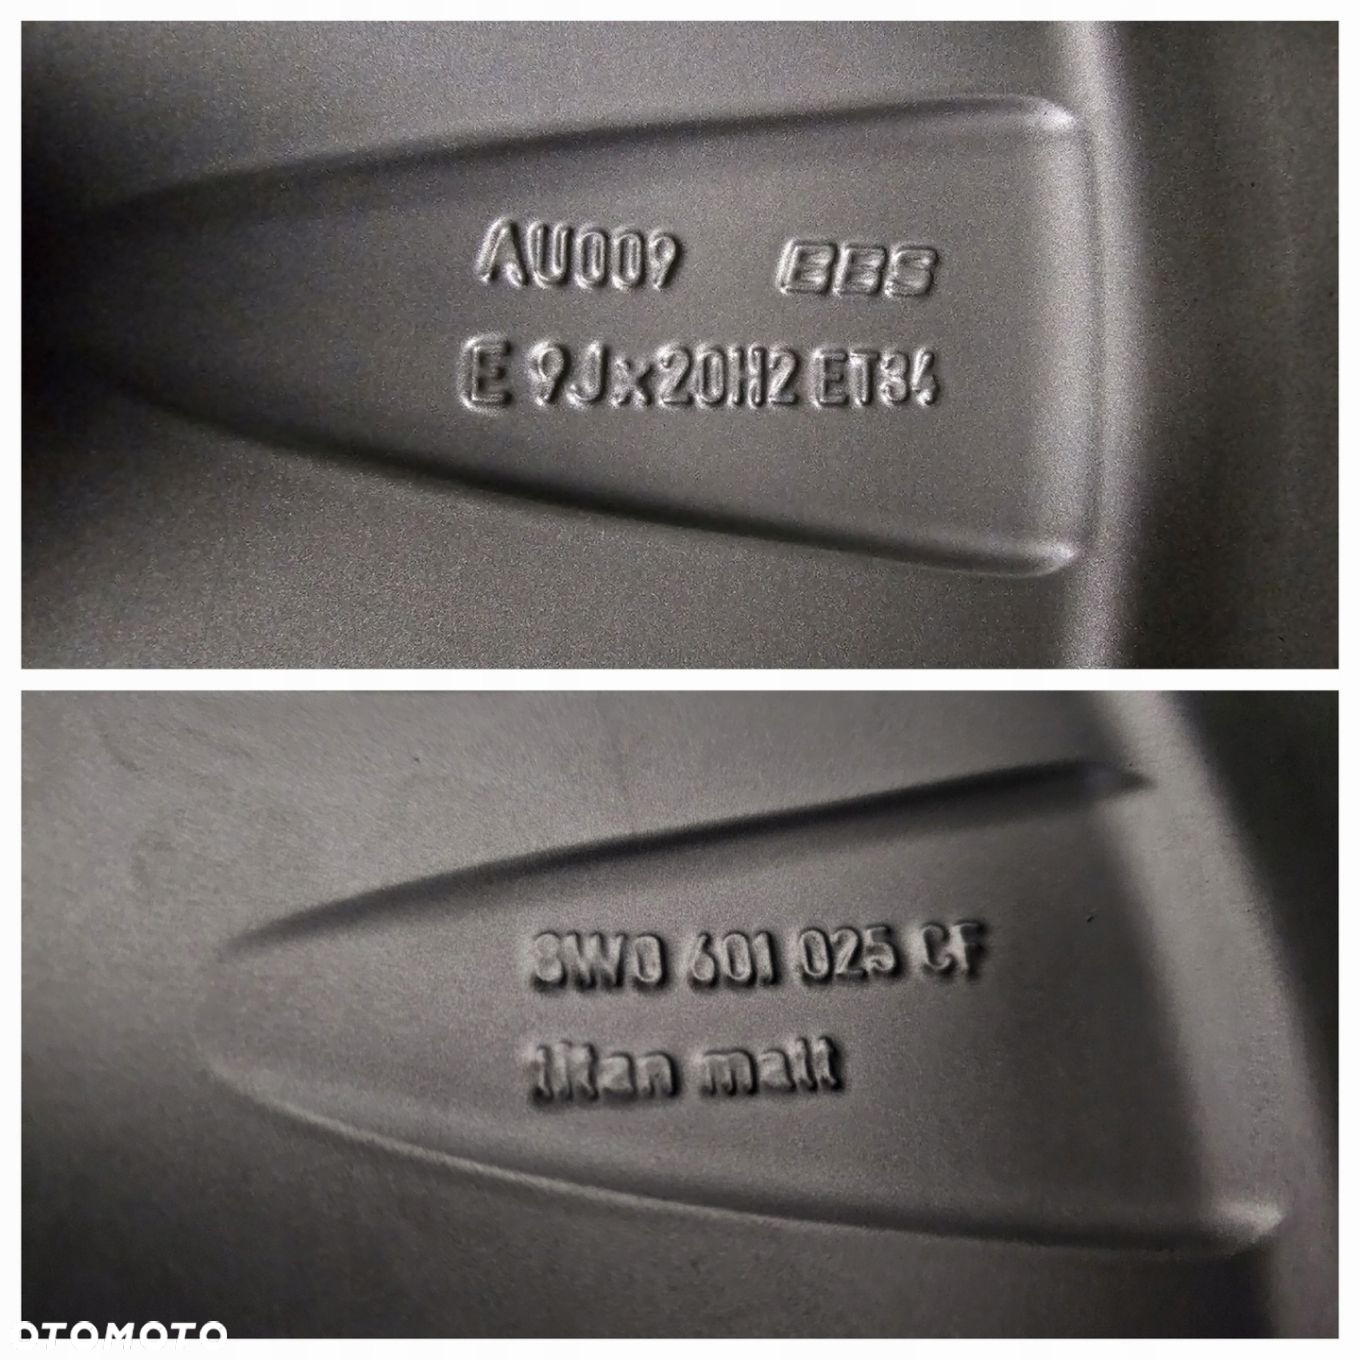 AU009 BBS
E 9Jx20H2 ET34
8W0 601 025 CF
titan matt
OTOMOTO